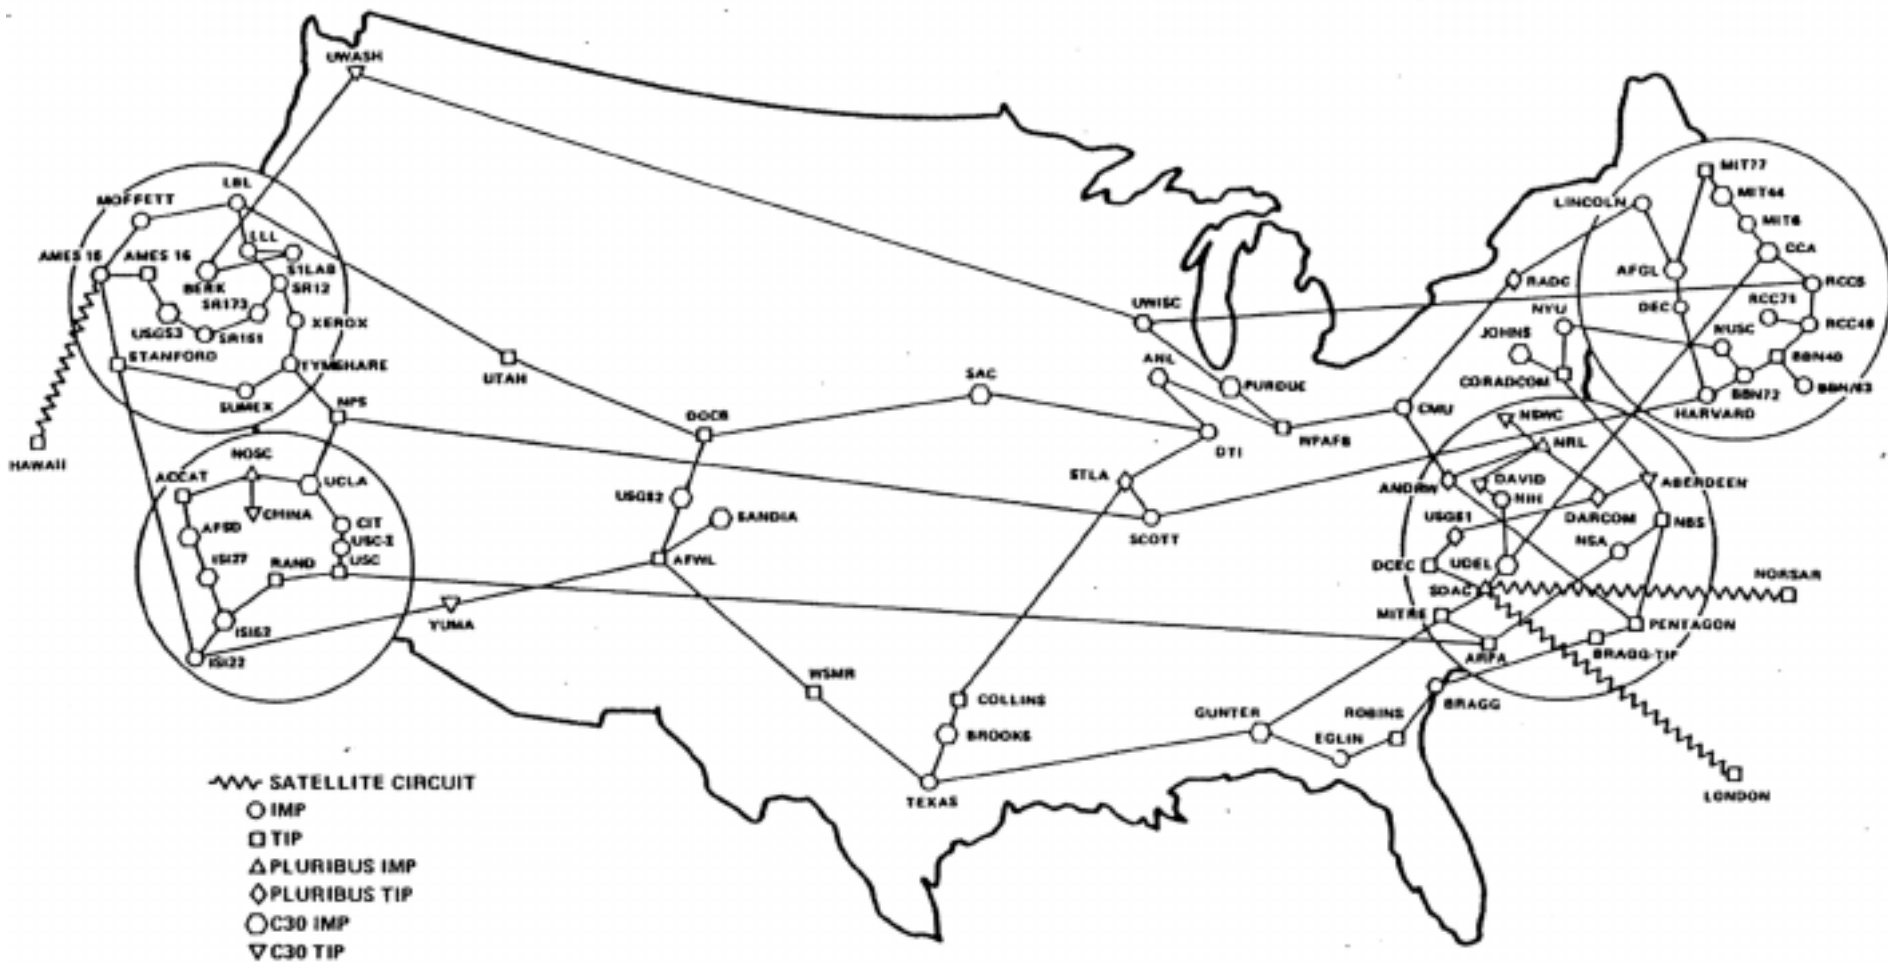 UWASH
LBL
MOFFETT
LLL
AMES 15
AMES 16
S1LAB
BERK
SR12
SR173
XEROX
USGS3
SR151
STANFORD
TYMSHARE
SUMEX
NPS
HAWAII
UTAH
DOCB
SAC
UWISC
ANL
PURDUE
DTI
WPAFB
STLA
SCOTT
CMU
RADC
LINCOLN
MIT77
MIT44
MIT6
CCA
AFGL
RCC5
RCC71
DEC
NYU
NUSC
RCC49
JOHNS
BBN40
CORADCOM
BBN72
BBN63
HARVARD
NSWC
NRL
ANDRW
DAVID
ABERDEEN
NIH
DARCOM
USGS1
NBS
NSA
DCEC
UDEL
SDAC
NORSAR
MITRE
PENTAGON
ARPA
BRAGG-TIP
BRAGG
ROBINS
GUNTER
EGLIN
LONDON
NOSC
ACCAT
UCLA
CHINA
AFSD
CIT
USC-2
ISI27
RAND
USC
ISI52
ISI22
YUMA
USGS2
SANDIA
AFWL
WSMR
COLLINS
BROOKS
TEXAS
SATELLITE CIRCUIT
IMP
TIP
PLURIBUS IMP
PLURIBUS TIP
C30 IMP
C30 TIP